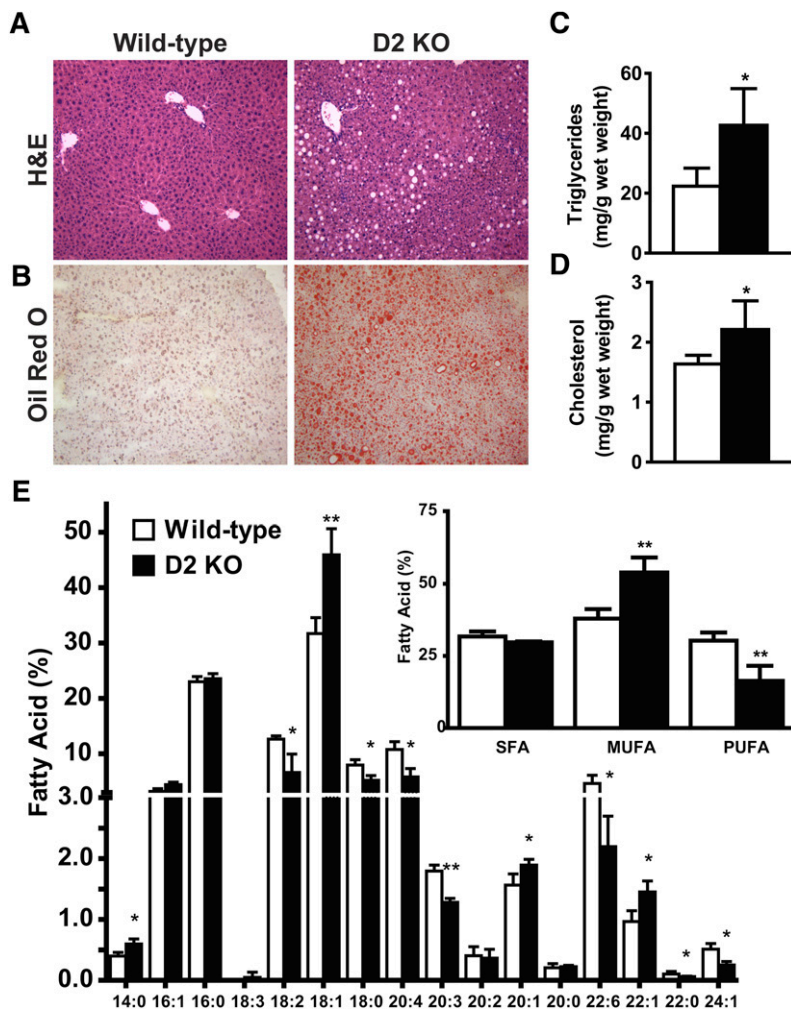 A
Wild-type
D2 KO
H&E
B
Oil Red O
C
Triglycerides
(mg/g wet weight)
60
40
20
0
*
D
Cholesterol
(mg/g wet weight)
3
2
1
0
*
E
Fatty Acid (%)
50
40
30
20
10
3.0
2.0
1.0
0.0
Wild-type
D2 KO
*
*
**
*
*
**
*
*
*
*
*
14:0
16:1
16:0
18:3
18:2
18:1
18:0
20:4
20:3
20:2
20:1
20:0
22:6
22:1
22:0
24:1
Fatty Acid (%)
75
50
25
0
**
**
SFA
MUFA
PUFA